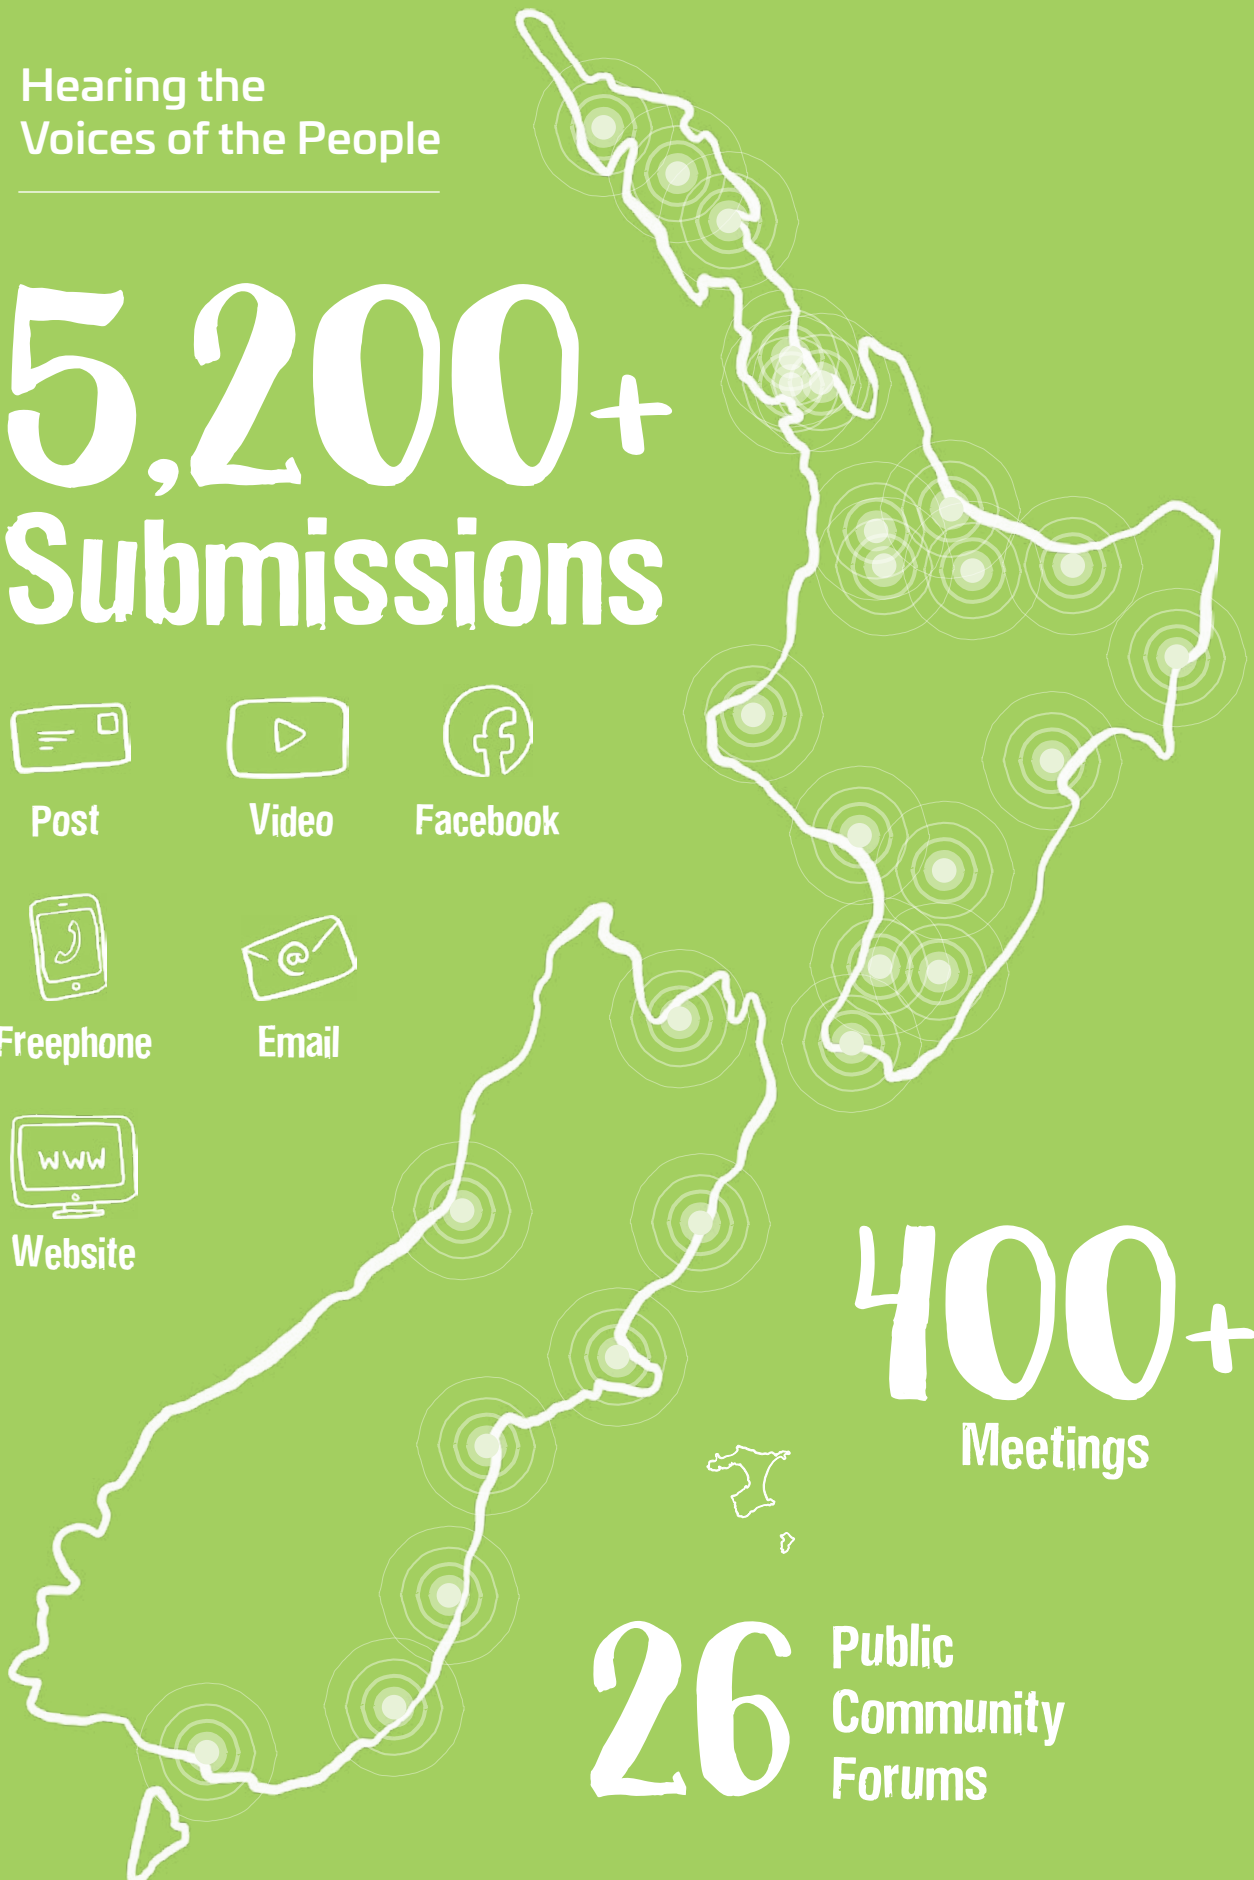 Hearing the
Voices of the People
5,200+
Submissions
Post
Video
Facebook
Freephone
@
Email
www
Website
400+
Meetings
26
Public
Community
Forums